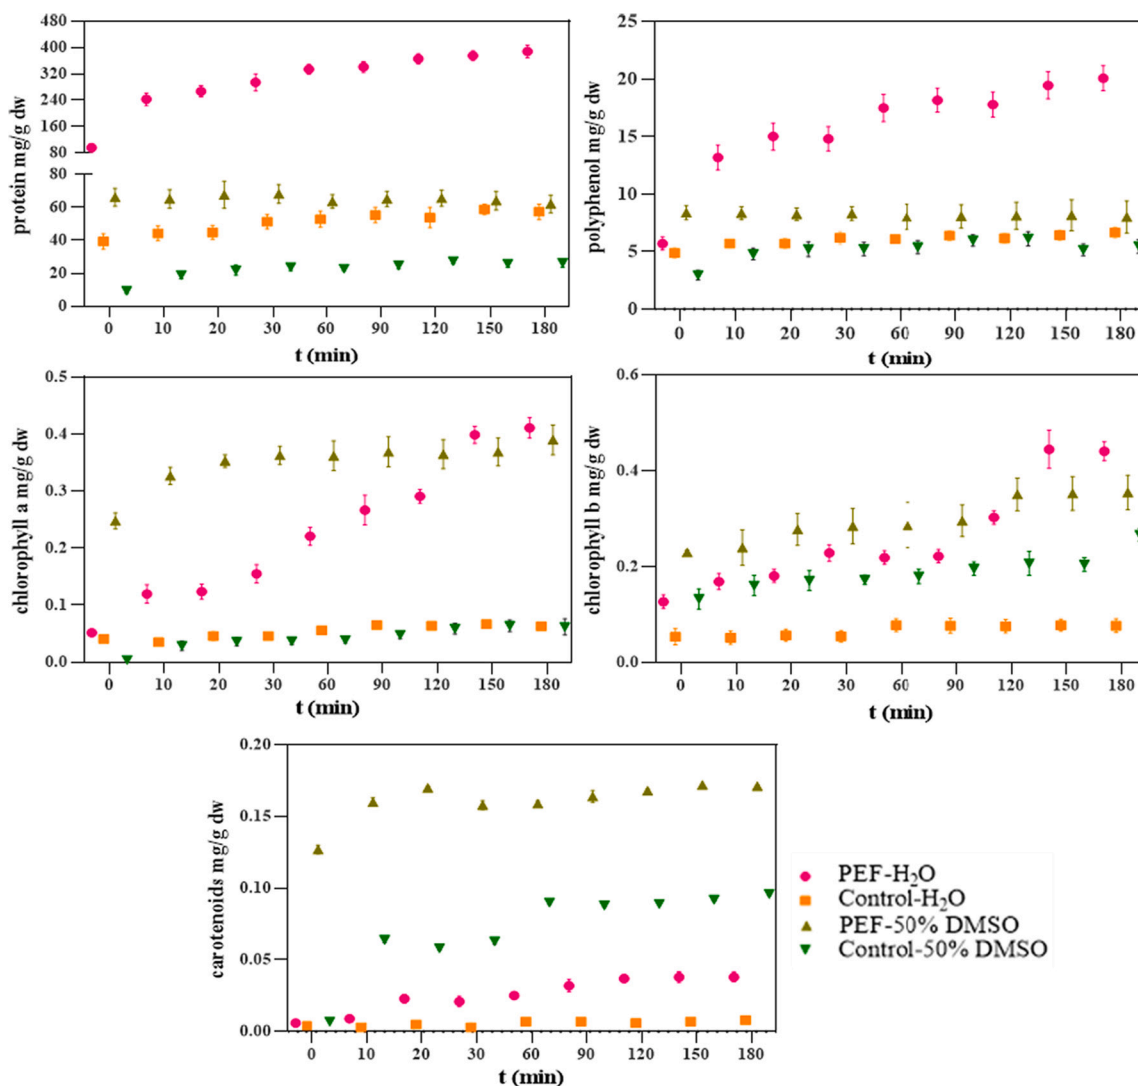 protein mg/g dw
480
400
320
240
160
80
80
60
40
20
0
0 10 20 30 60 90 120 150 180
t (min)
polyphenol mg/g dw
25
20
15
10
5
0
0 10 20 30 60 90 120 150 180
t (min)
chlorophyll a mg/g dw
0.5
0.4
0.3
0.2
0.1
0.0
0 10 20 30 60 90 120 150 180
t (min)
chlorophyll b mg/g dw
0.6
0.4
0.2
0.0
0 10 20 30 60 90 120 150 180
t (min)
carotenoids mg/g dw
0.20
0.15
0.10
0.05
0.00
0 10 20 30 60 90 120 150 180
t (min)
PEF-H₂O
Control-H₂O
PEF-50% DMSO
Control-50% DMSO